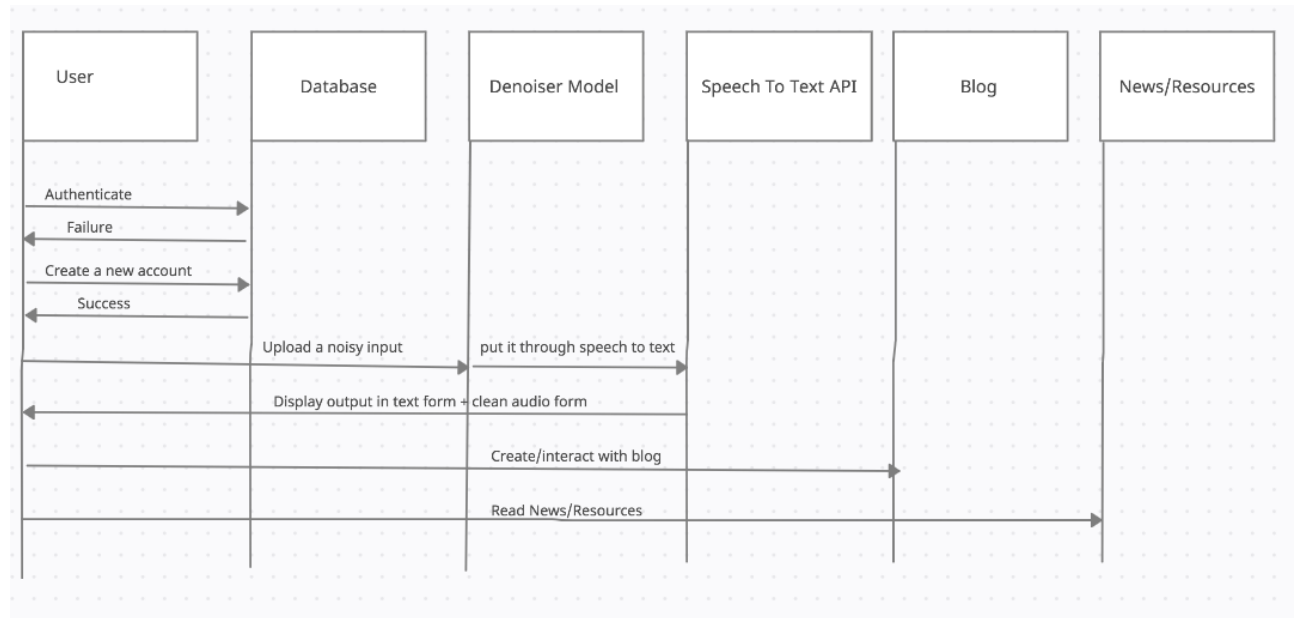 User
Database
Denoiser Model
Speech To Text API
Blog
News/Resources
Authenticate
Failure
Create a new account
Success
Upload a noisy input
put it through speech to text
Display output in text form + clean audio form
Create/interact with blog
Read News/Resources